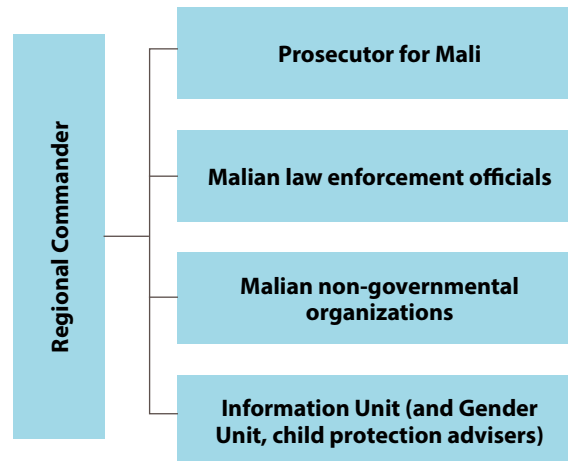 Regional Commander
Prosecutor for Mali
Malian law enforcement officials
Malian non-governmental
organizations
Information Unit (and Gender
Unit, child protection advisers)